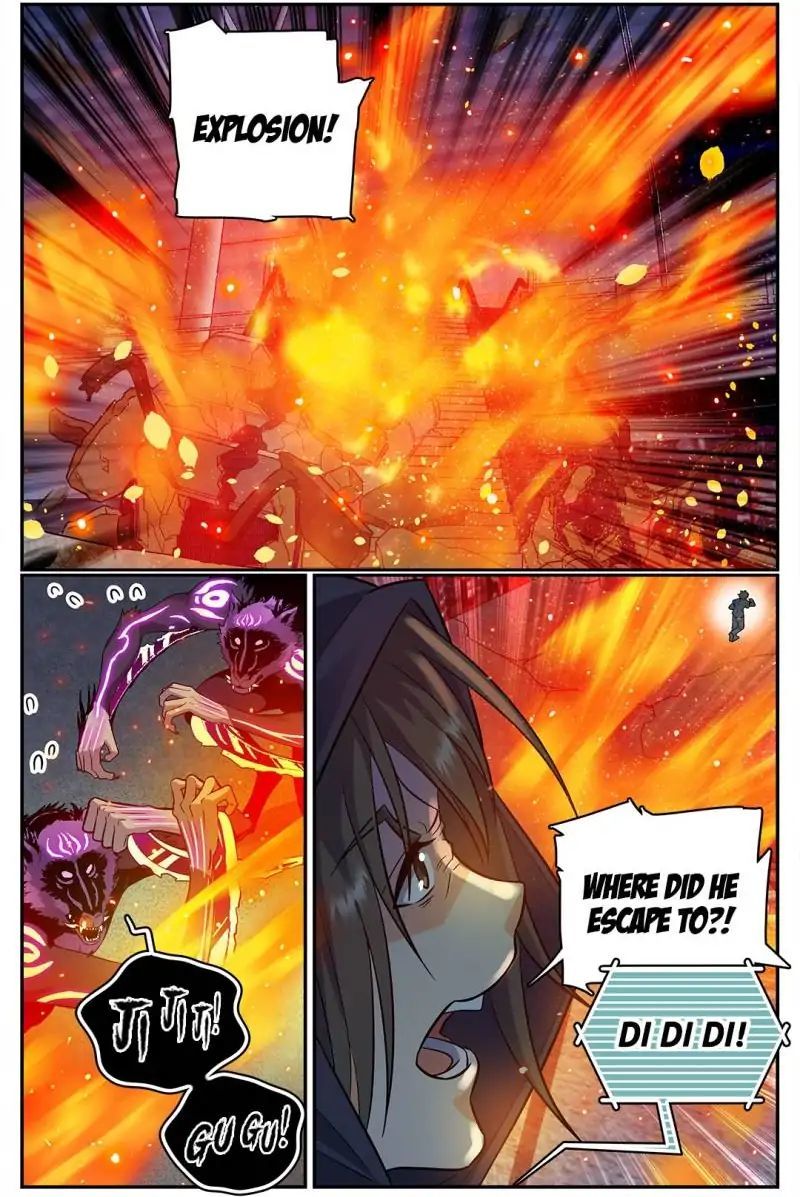 EXPLOSION!
JI JI JI!
GU GU!
WHERE DID HE
ESCAPE TO?!
DI DI DI!